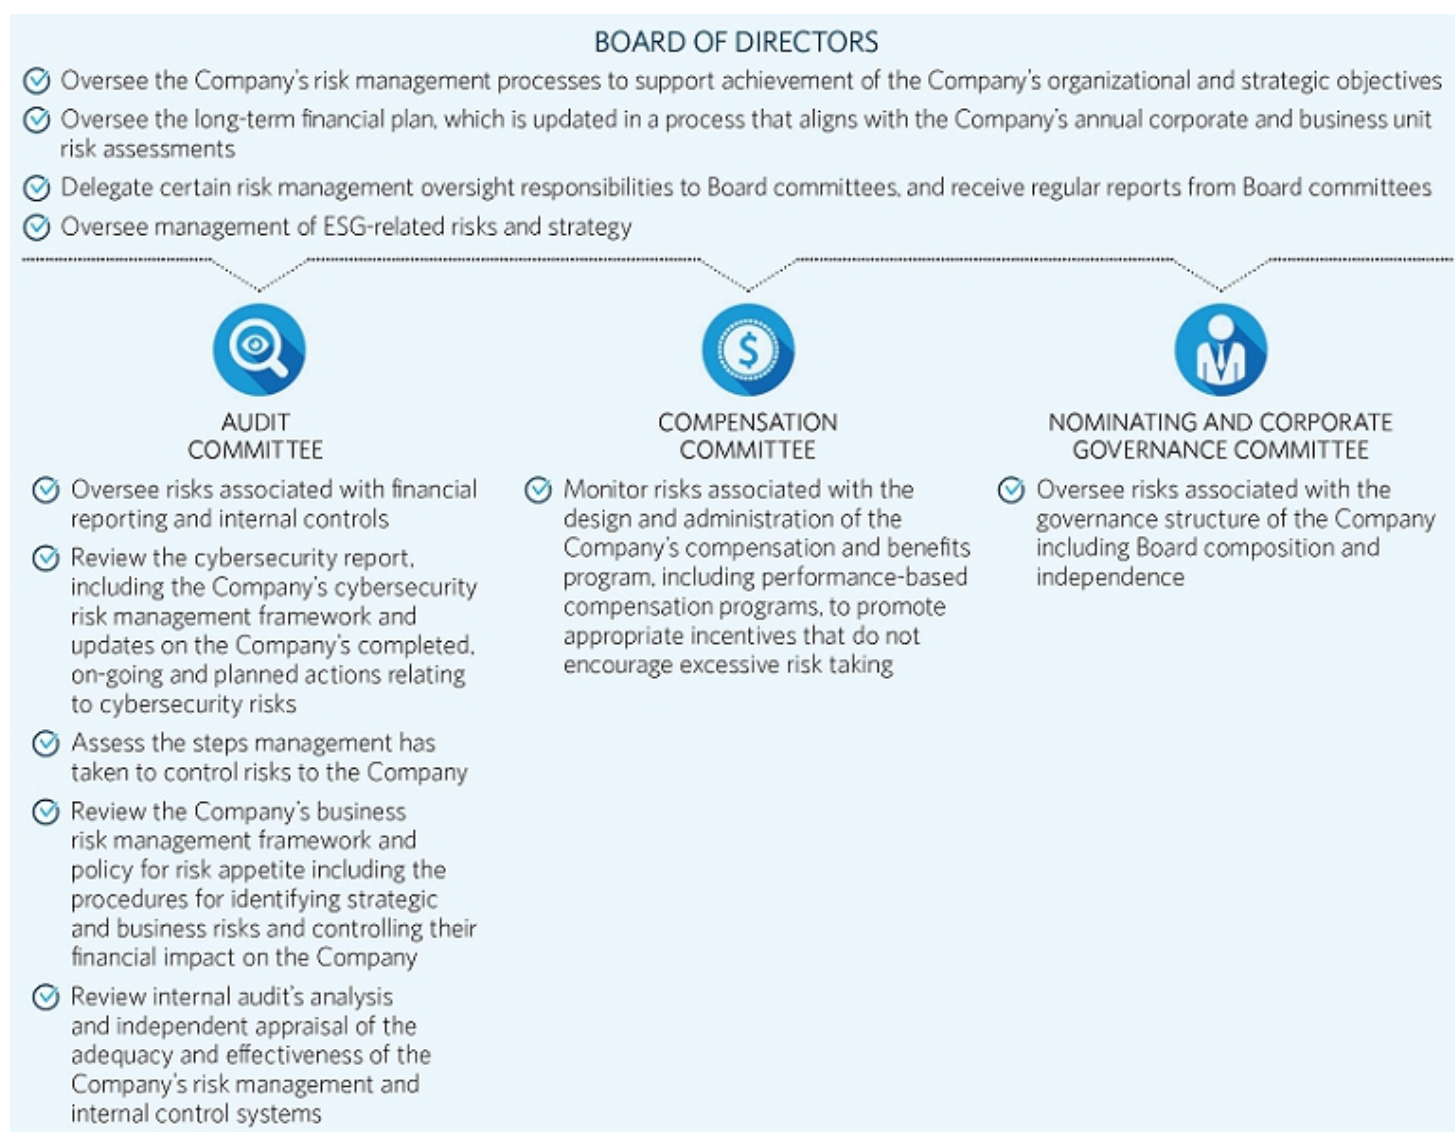 BOARD OF DIRECTORS
Oversee the Company's risk management processes to support achievement of the Company's organizational and strategic objectives
Oversee the long-term financial plan, which is updated in a process that aligns with the Company's annual corporate and business unit
risk assessments
Delegate certain risk management oversight responsibilities to Board committees, and receive regular reports from Board committees
Oversee management of ESG-related risks and strategy
$
AUDIT
COMMITTEE
Oversee risks associated with financial
reporting and internal controls
Review the cybersecurity report,
including the Company's cybersecurity
risk management framework and
updates on the Company's completed,
on-going and planned actions relating
to cybersecurity risks
Assess the steps management has
taken to control risks to the Company
Review the Company's business
risk management framework and
policy for risk appetite including the
procedures for identifying strategic
and business risks and controlling their
financial impact on the Company
Review internal audit's analysis
and independent appraisal of the
adequacy and effectiveness of the
Company's risk management and
internal control systems
COMPENSATION
COMMITTEE
Monitor risks associated with the
design and administration of the
Company's compensation and benefits
program, including performance-based
compensation programs, to promote
appropriate incentives that do not
encourage excessive risk taking
NOMINATING AND CORPORATE
GOVERNANCE COMMITTEE
Oversee risks associated with the
governance structure of the Company
including Board composition and
independence